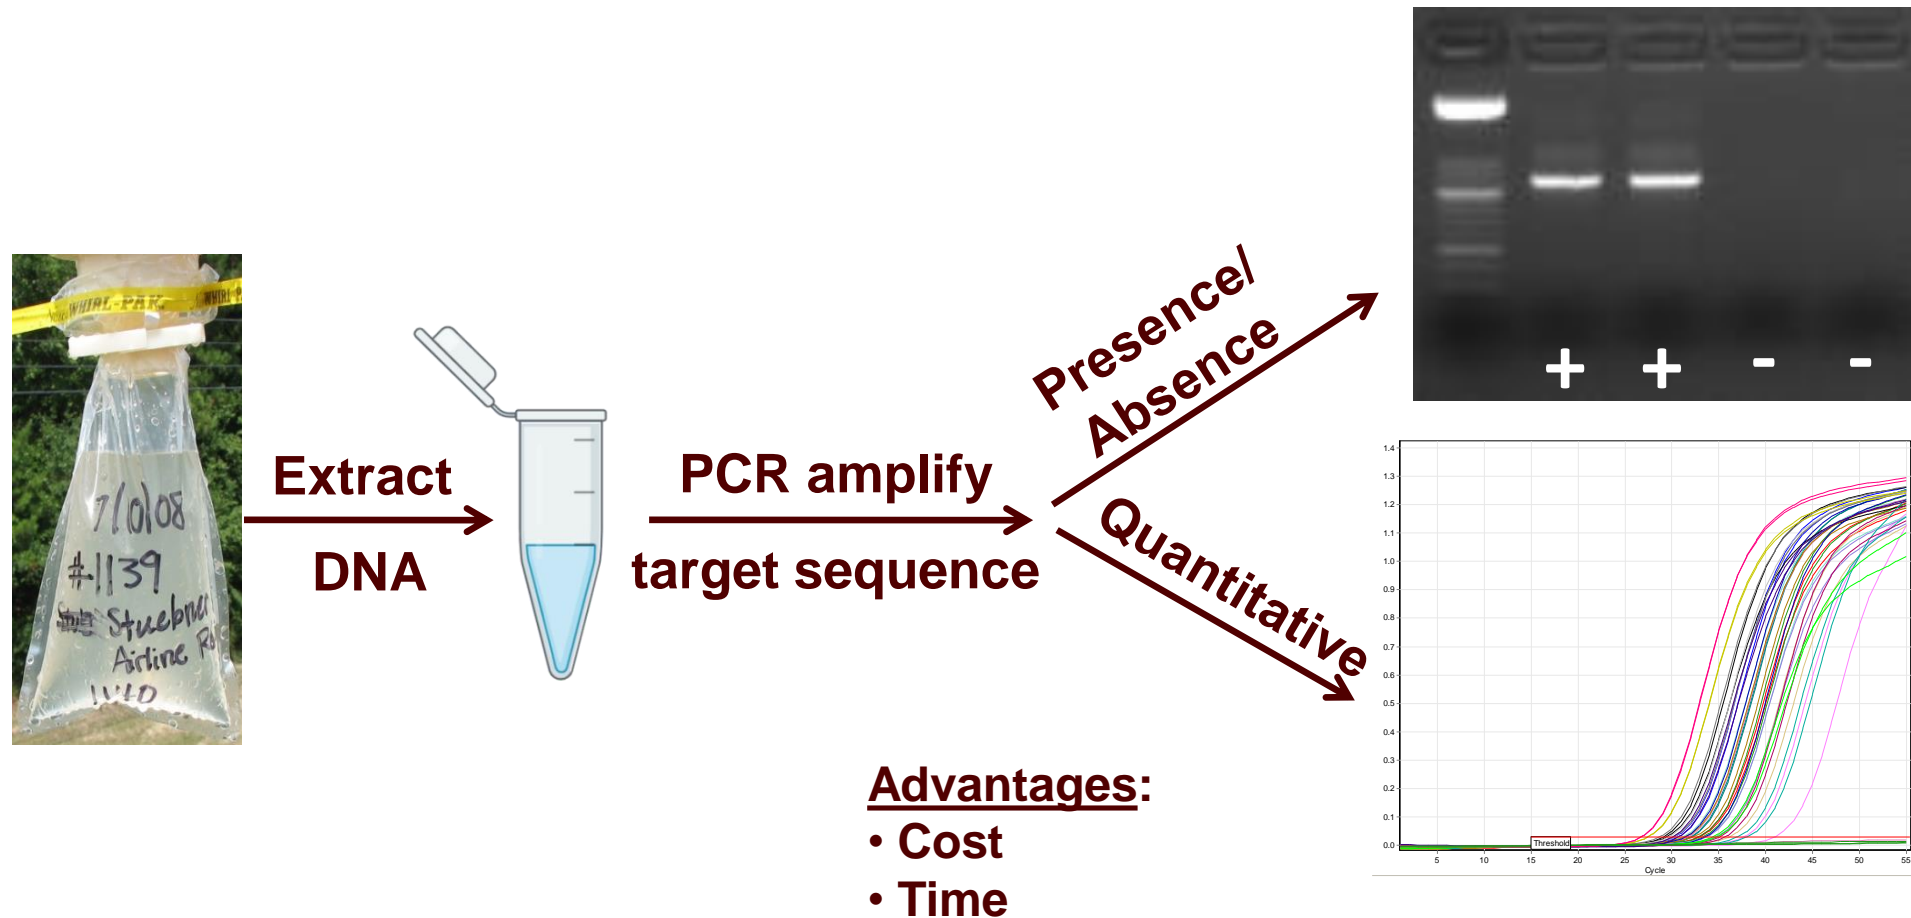 WHIRL-PAK
7/10/08
#1139
Stuebner
Airline
Extract
DNA
PCR amplify
target sequence
Presence/
Absence
Quantitative
+ + - -
1.4
1.3
1.2
1.1
1.0
0.9
0.8
0.7
0.6
0.5
0.4
0.3
0.2
0.1
0.0
Threshold
5 10 15 20 25 30 35 40 45 50 55
Cycle
Advantages:
• Cost
• Time